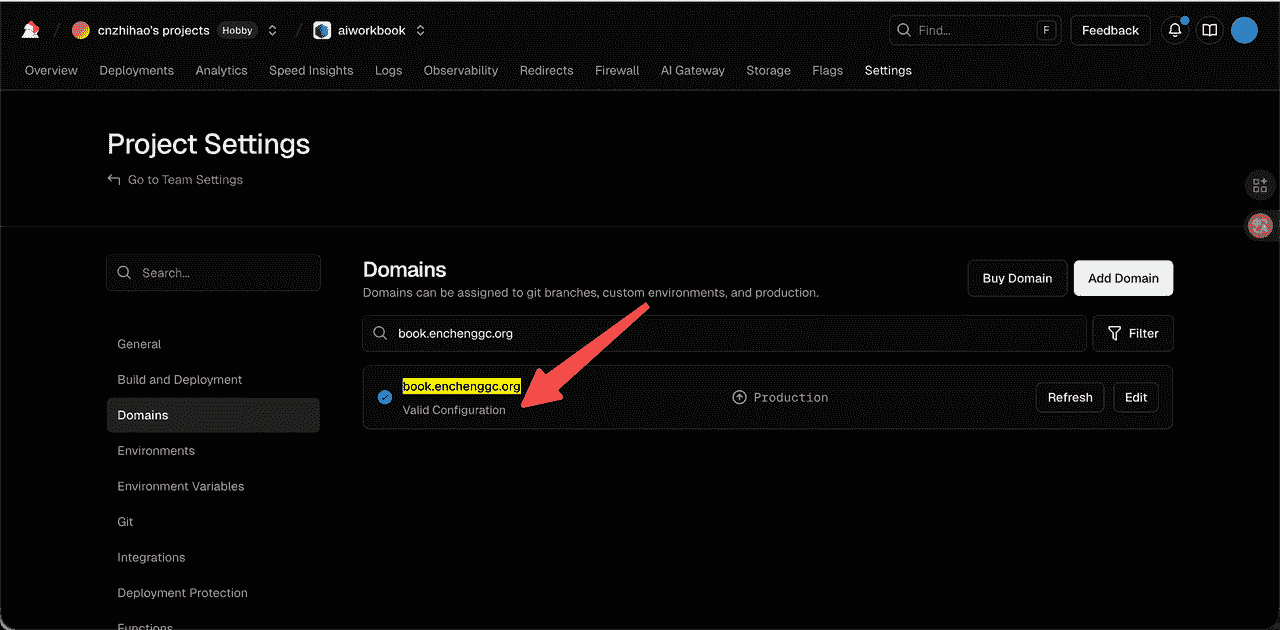 cnzhihao's projects Hobby aiworkbook Find... F Feedback
Overview Deployments Analytics Speed Insights Logs Observability Redirects Firewall AI Gateway Storage Flags Settings
Project Settings
Go to Team Settings
Search...
General
Build and Deployment
Domains
Environments
Environment Variables
Git
Integrations
Deployment Protection
Functions
Domains
Domains can be assigned to git branches, custom environments, and production.
Buy Domain Add Domain
book.enchenggc.org Filter
book.enchenggc.org
Valid Configuration
Production Refresh Edit